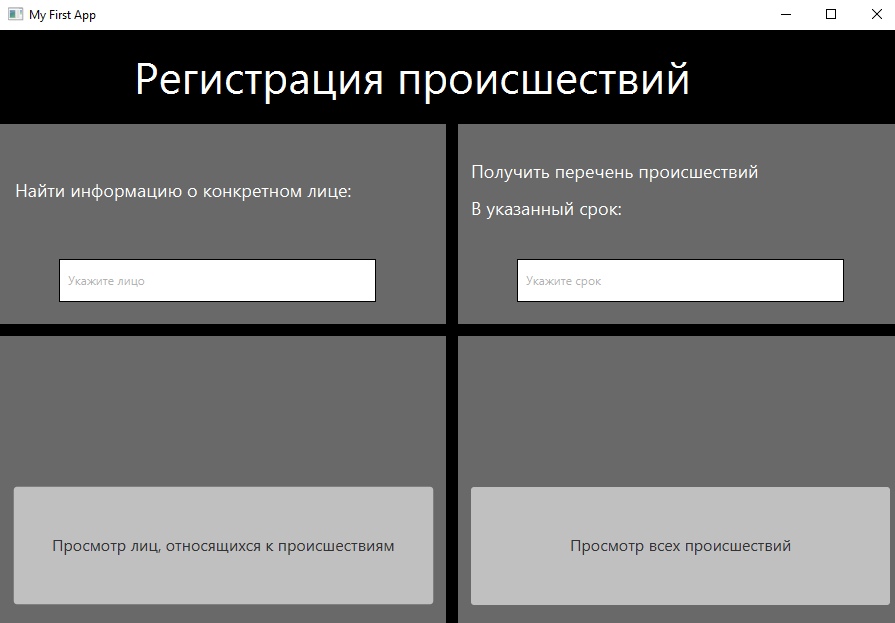 My First App
Регистрация происшествий
Найти информацию о конкретном лице:
Укажите лицо
Получить перечень происшествий
В указанный срок:
Укажите срок
Просмотр лиц, относящихся к происшествиям
Просмотр всех происшествий